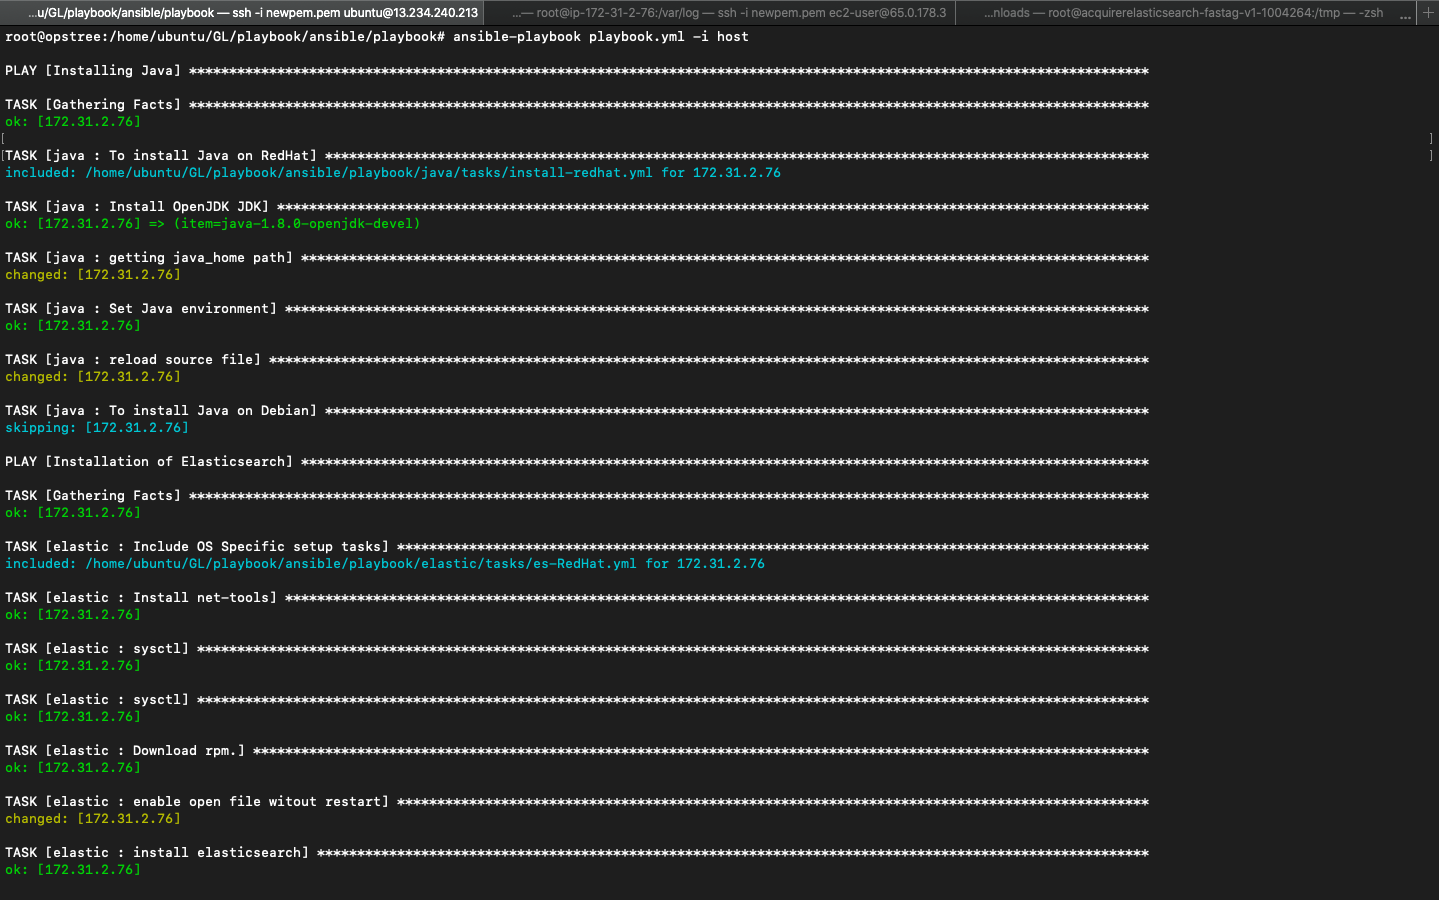 ...u/GL/playbook/ansible/playbook — ssh -i newpem.pem ubuntu@13.234.240.213
...— root@ip-172-31-2-76:/var/log — ssh -i newpem.pem ec2-user@65.0.178.3
...nloads — root@acquirerelasticsearch-fastag-v1-1004264:/tmp — -zsh
... +
root@opstree:/home/ubuntu/GL/playbook/ansible/playbook# ansible-playbook playbook.yml -i host
PLAY [Installing Java] ************************************************************************************************************************
TASK [Gathering Facts] ************************************************************************************************************************
ok: [172.31.2.76]
[ ]
[TASK [java : To install Java on RedHat] ******************************************************************************************************* ]
included: /home/ubuntu/GL/playbook/ansible/playbook/java/tasks/install-redhat.yml for 172.31.2.76
TASK [java : Install OpenJDK JDK] *************************************************************************************************************
ok: [172.31.2.76] => (item=java-1.8.0-openjdk-devel)
TASK [java : getting java_home path] **********************************************************************************************************
changed: [172.31.2.76]
TASK [java : Set Java environment] ************************************************************************************************************
ok: [172.31.2.76]
TASK [java : reload source file] **************************************************************************************************************
changed: [172.31.2.76]
TASK [java : To install Java on Debian] *******************************************************************************************************
skipping: [172.31.2.76]
PLAY [Installation of Elasticsearch] **********************************************************************************************************
TASK [Gathering Facts] ************************************************************************************************************************
ok: [172.31.2.76]
TASK [elastic : Include OS Specific setup tasks] **********************************************************************************************
included: /home/ubuntu/GL/playbook/ansible/playbook/elastic/tasks/es-RedHat.yml for 172.31.2.76
TASK [elastic : Install net-tools] ************************************************************************************************************
ok: [172.31.2.76]
TASK [elastic : sysctl] ***********************************************************************************************************************
ok: [172.31.2.76]
TASK [elastic : sysctl] ***********************************************************************************************************************
ok: [172.31.2.76]
TASK [elastic : Download rpm.] ****************************************************************************************************************
ok: [172.31.2.76]
TASK [elastic : enable open file witout restart] **********************************************************************************************
changed: [172.31.2.76]
TASK [elastic : install elasticsearch] ********************************************************************************************************
ok: [172.31.2.76]